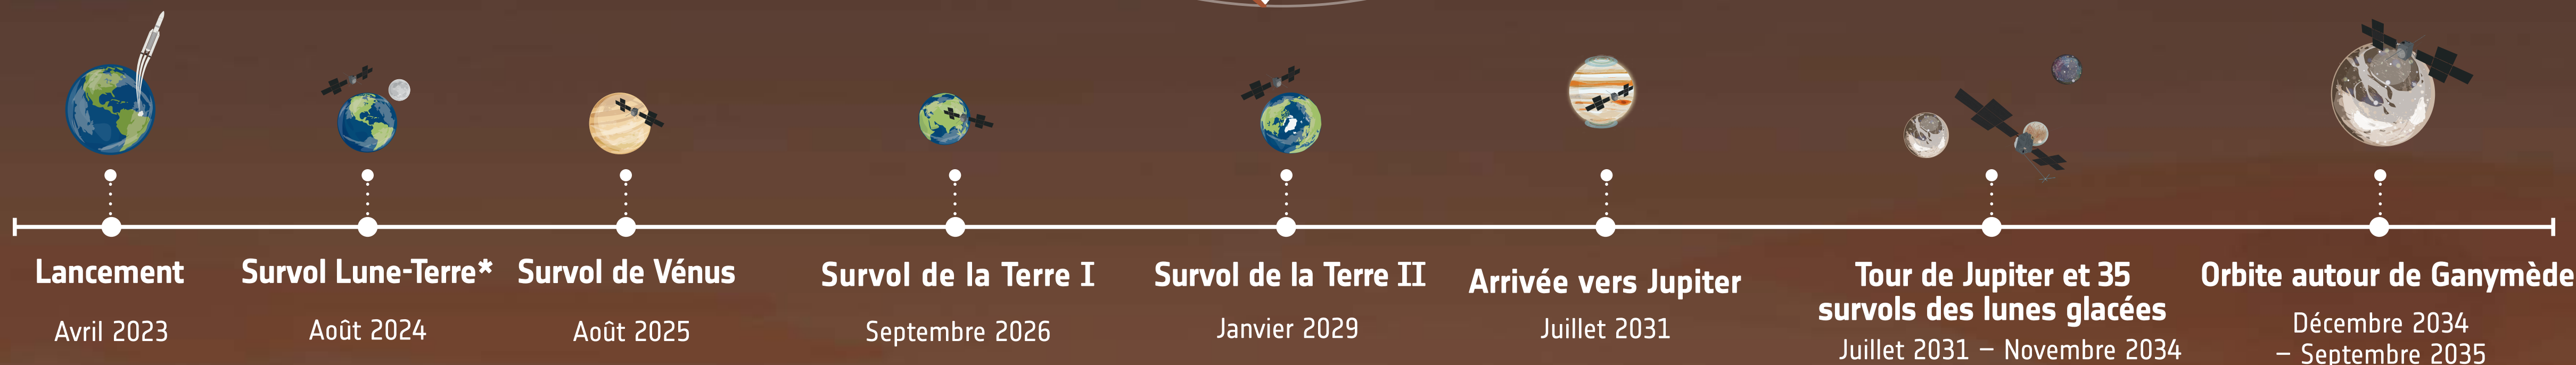 Lancement
Avril 2023
Survol Lune-Terre*
Août 2024
Survol de Vénus
Août 2025
Survol de la Terre I
Septembre 2026
Survol de la Terre II
Janvier 2029
Arrivée vers Jupiter
Juillet 2031
Tour de Jupiter et 35
survols des lunes glacées
Juillet 2031 – Novembre 2034
Orbite autour de Ganymède
Décembre 2034
– Septembre 2035